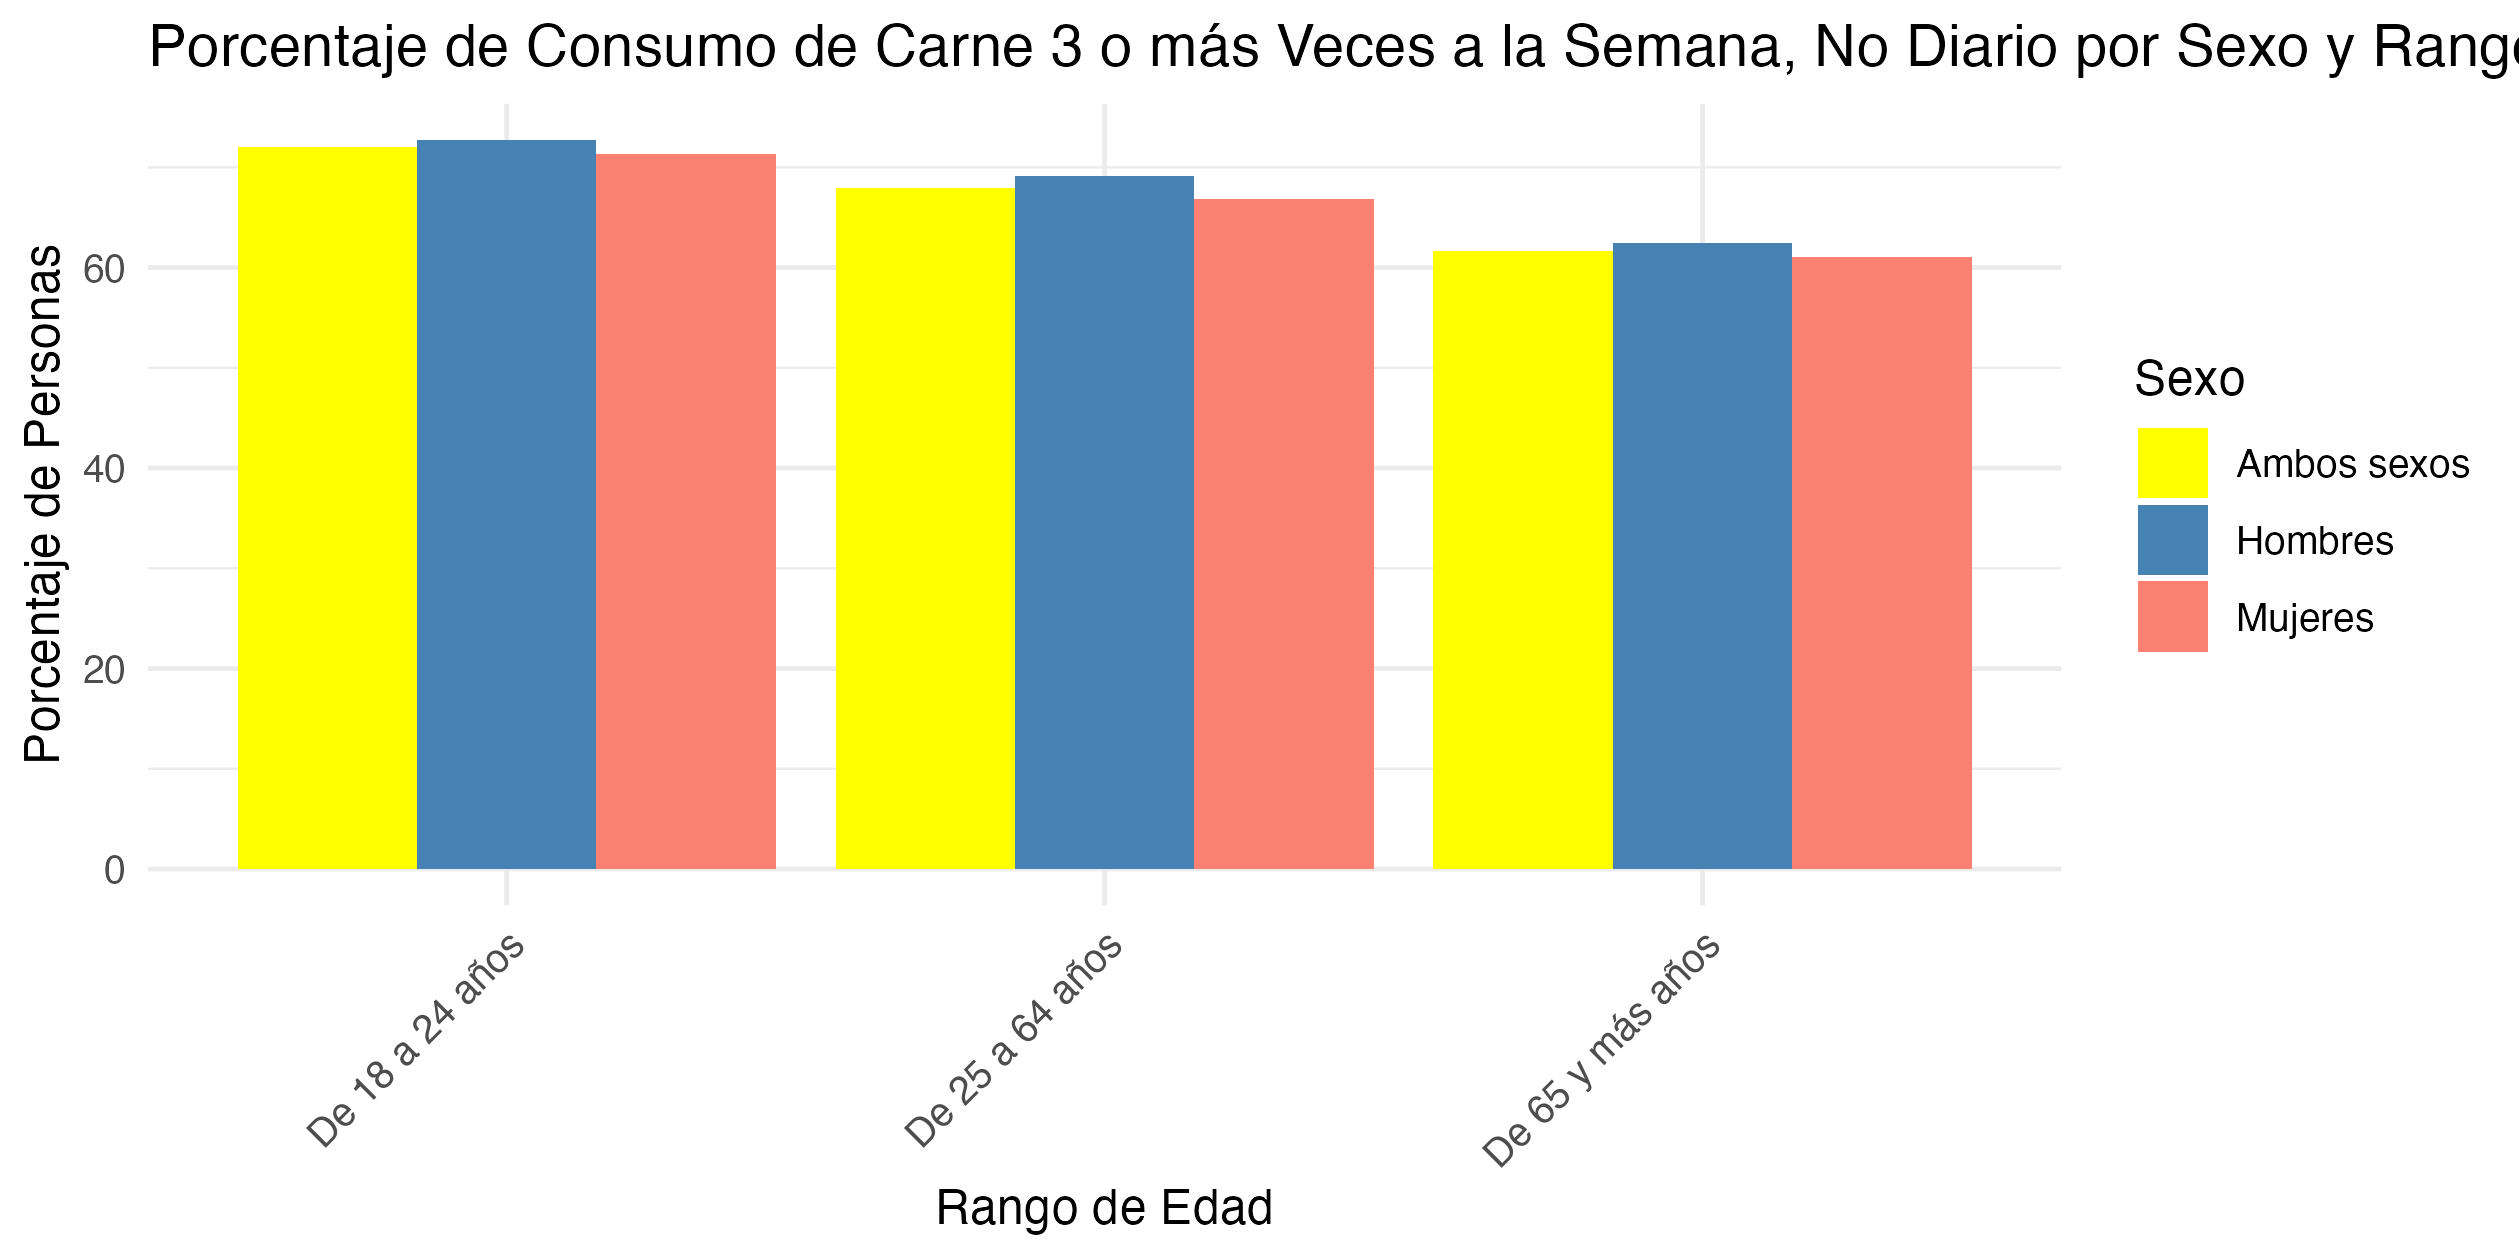 Porcentaje de Consumo de Carne 3 o más Veces a la Semana, No Diario por Sexo y
Porcentaje de Personas
60
40
20
0
De 18 a 24 años
De 25 a 64 años
De 65 y más años
Rango de Edad
Sexo
Ambos sexos
Hombres
Mujeres